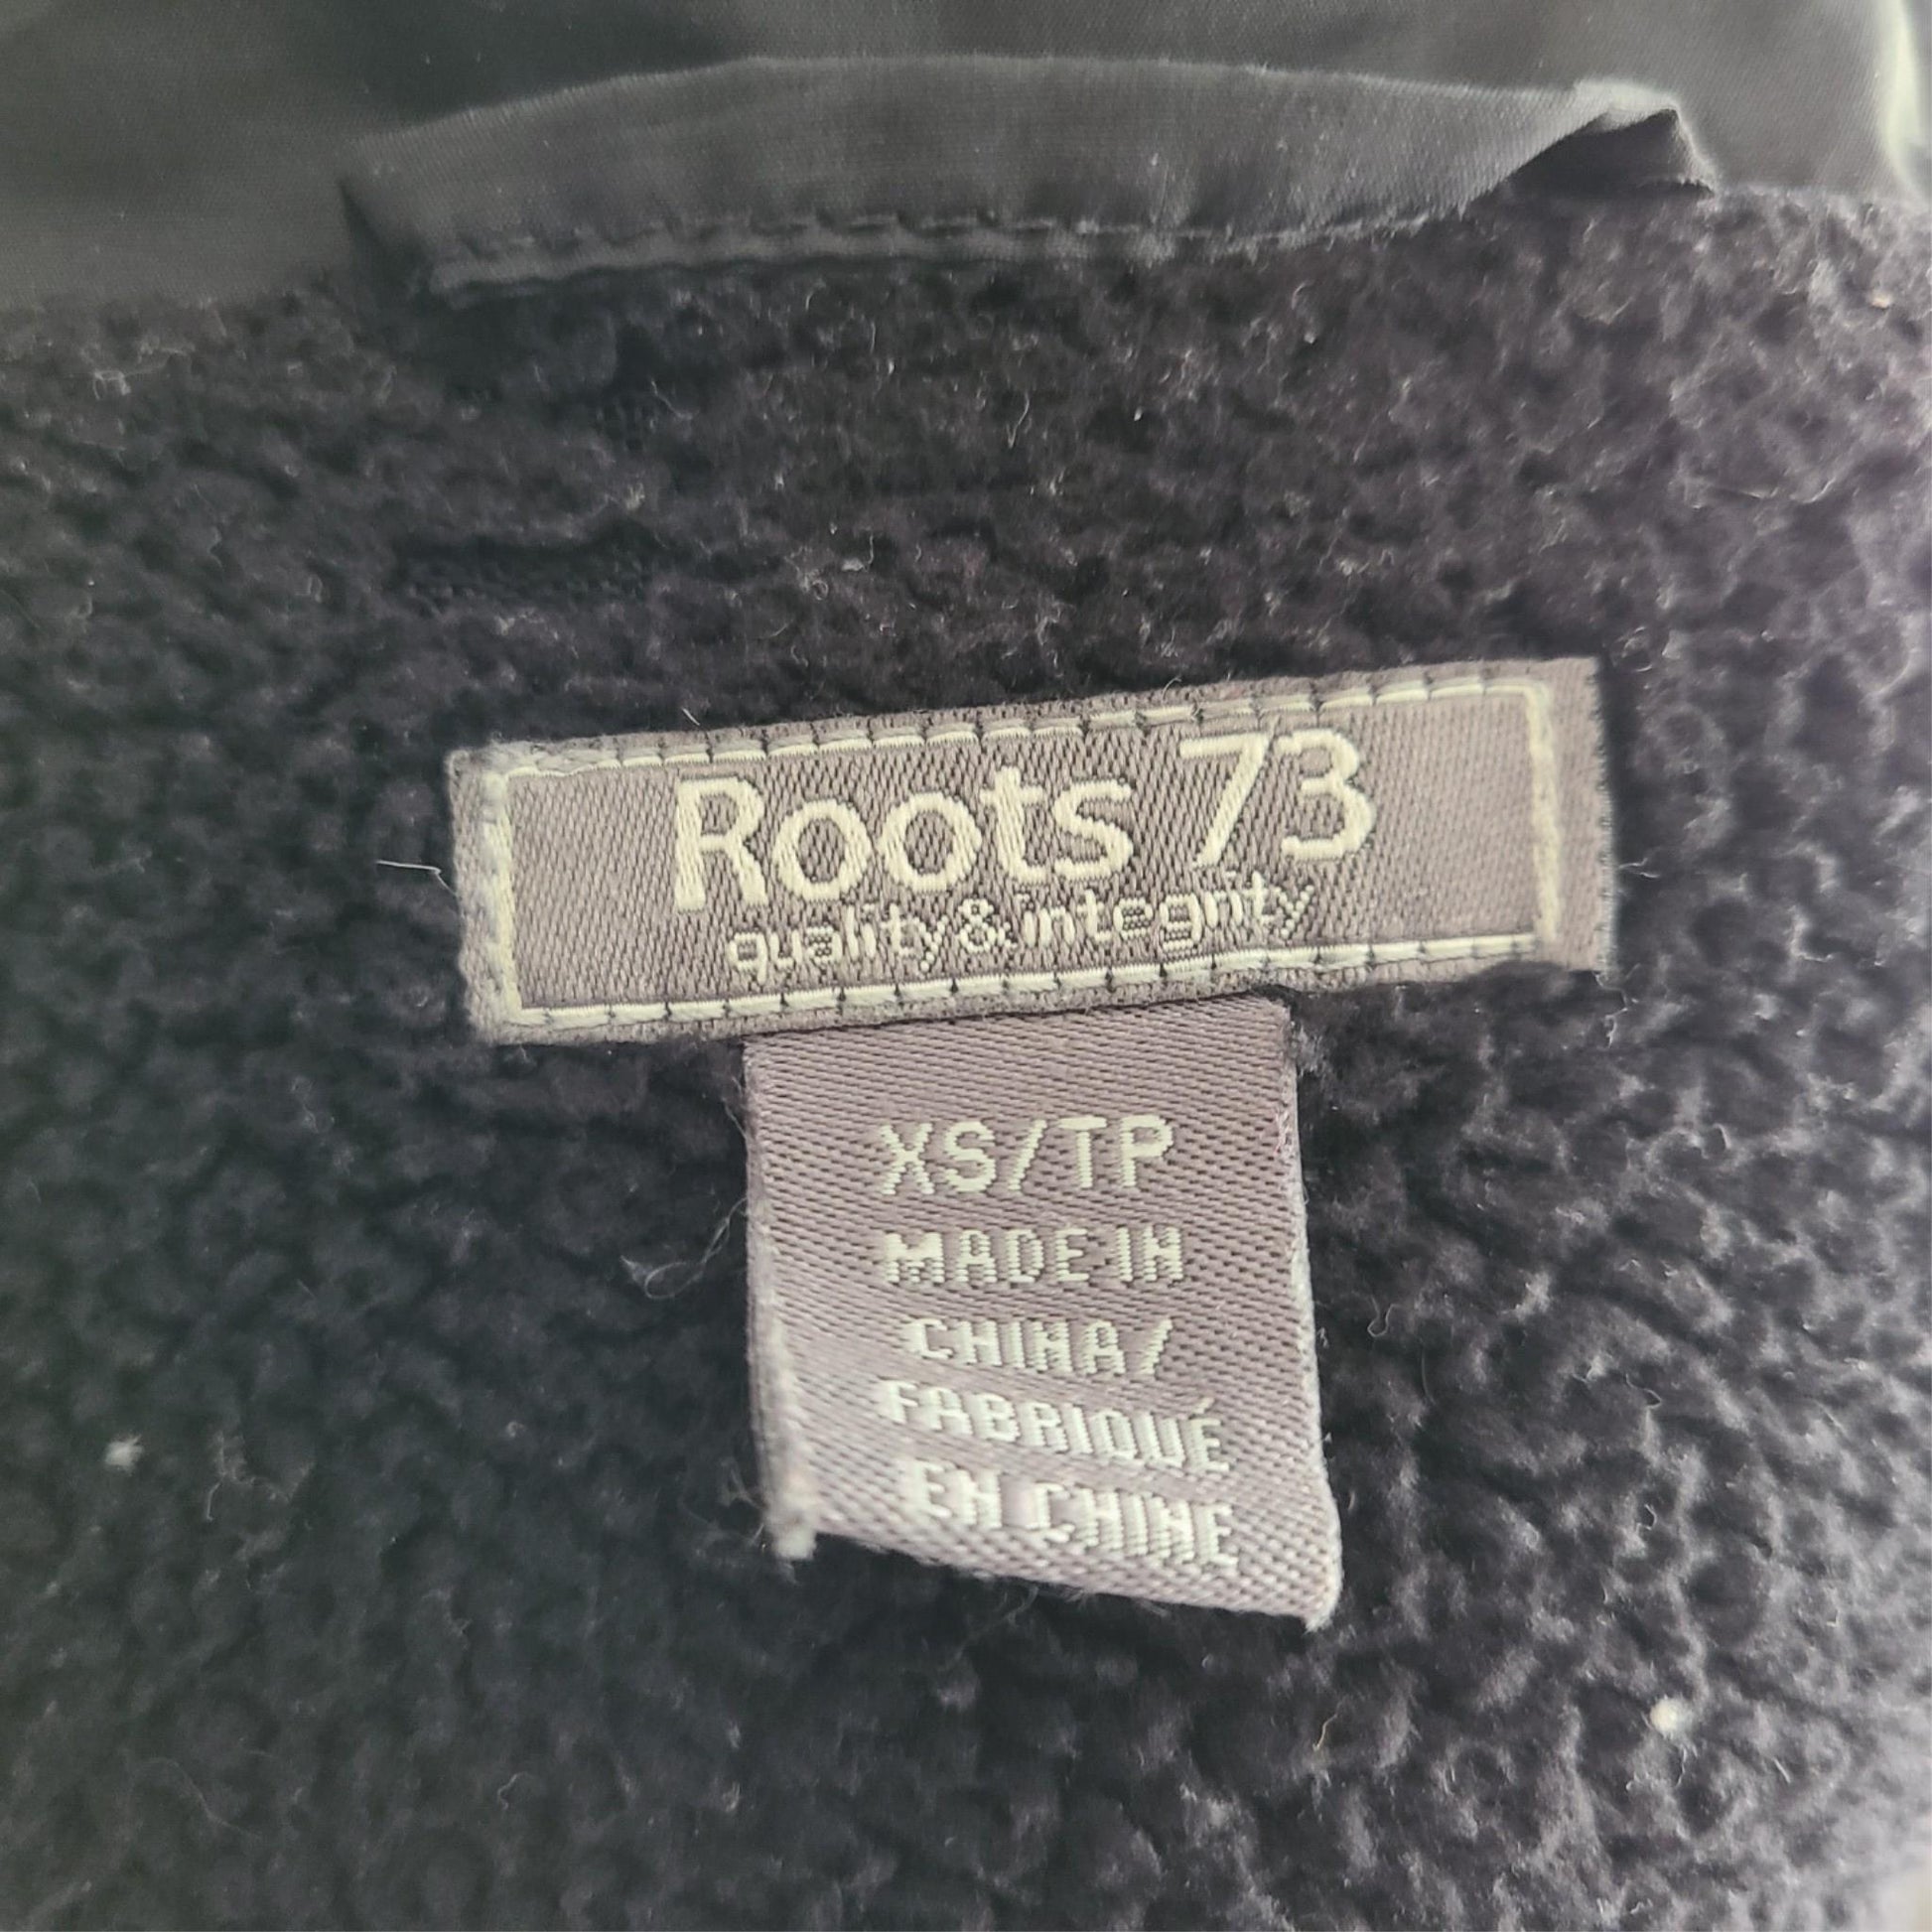 Roots 73
quality & integrity
XS/TP
MADE IN
CHINA/
FABRIQUÉ
EN CHINE